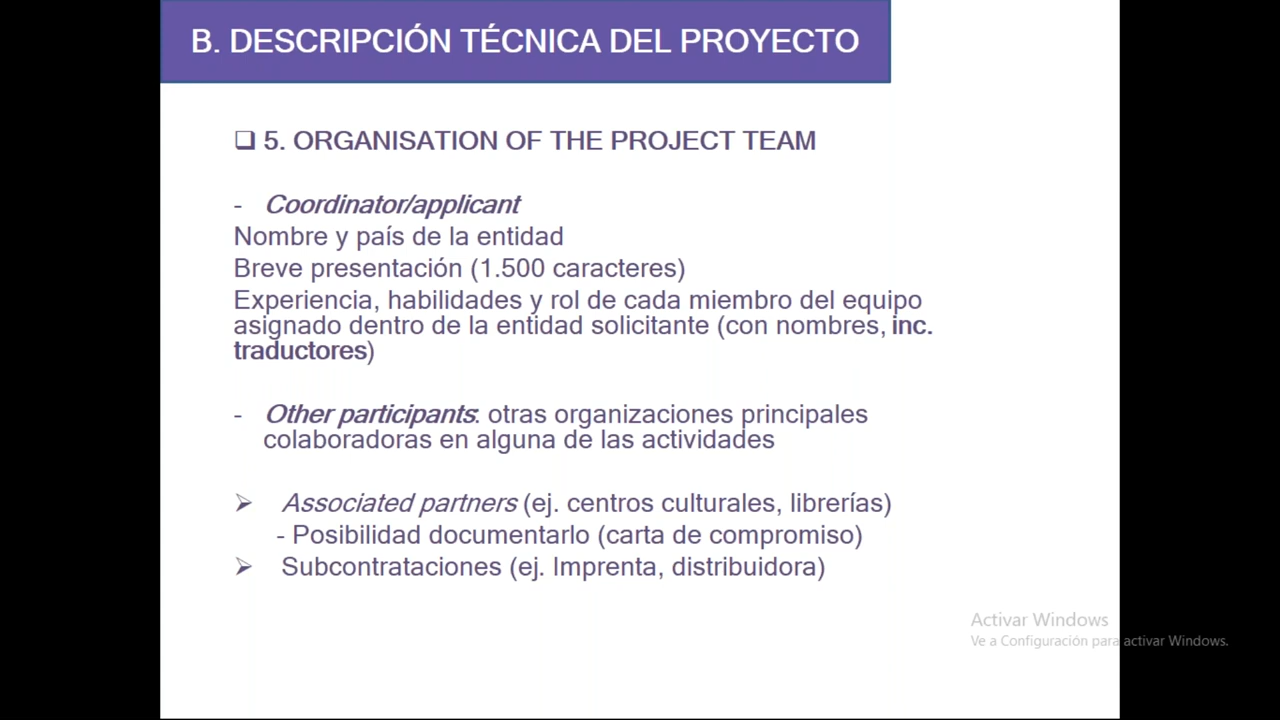 B. DESCRIPCIÓN TÉCNICA DEL PROYECTO
❑ 5. ORGANISATION OF THE PROJECT TEAM
- Coordinator/applicant
Nombre y país de la entidad
Breve presentación (1.500 caracteres)
Experiencia, habilidades y rol de cada miembro del equipo
asignado dentro de la entidad solicitante (con nombres, inc.
traductores)
- Other participants: otras organizaciones principales
colaboradoras en alguna de las actividades
➢ Associated partners (ej. centros culturales, librerías)
- Posibilidad documentarlo (carta de compromiso)
➢ Subcontrataciones (ej. Imprenta, distribuidora)
Activar Windows
Ve a Configuración para activar Windows.